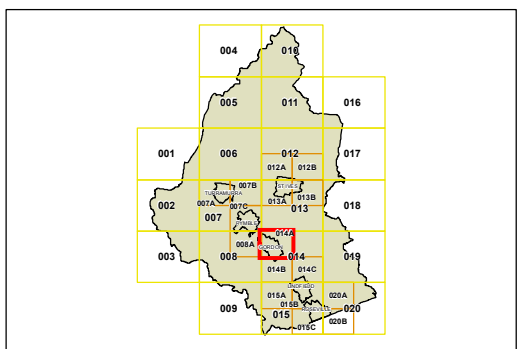 004 010
005 011 016
001 006 012 017
012A 012B
007B ST IVES
TURRAMURRA
002 007A 007C 013A 013B 018
007 013
PYMBLE
014A
008A GORDON
003 008 014 019
014B 014C
LINDFIELD
015A 020A
015B
009 015 ROSEVILLE 020
015C 020B